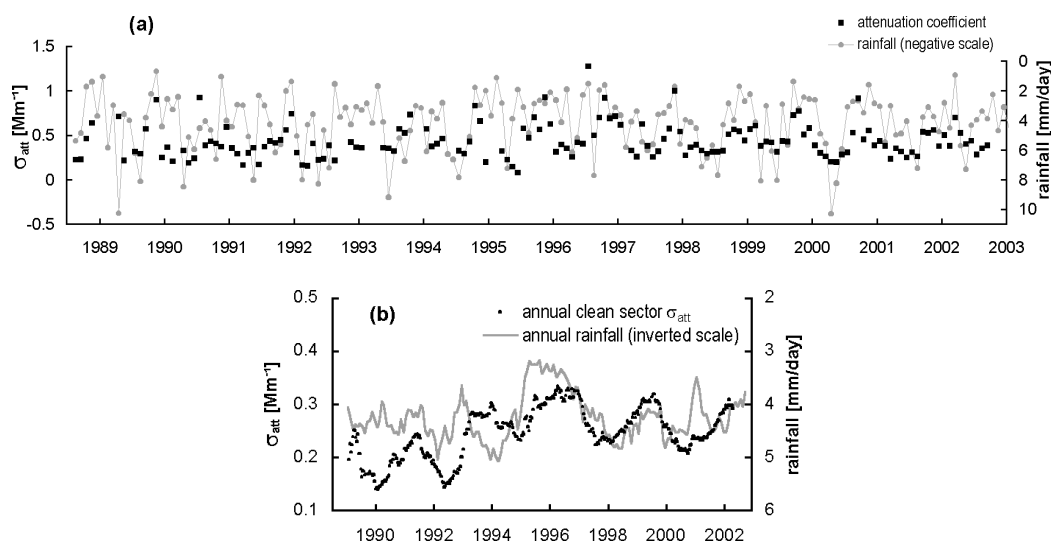 (a)
attenuation coefficient
rainfall (negative scale)
1.5
1
0.5
0
-0.5
σatt [Mm⁻¹]
0
2
4
6
8
10
rainfall [mm/day]
1989 1990 1991 1992 1993 1994 1995 1996 1997 1998 1999 2000 2001 2002 2003
(b)
annual clean sector σatt
annual rainfall (inverted scale)
0.5
0.4
0.3
0.2
0.1
σatt [Mm⁻¹]
2
3
4
5
6
rainfall [mm/day]
1990 1992 1994 1996 1998 2000 2002